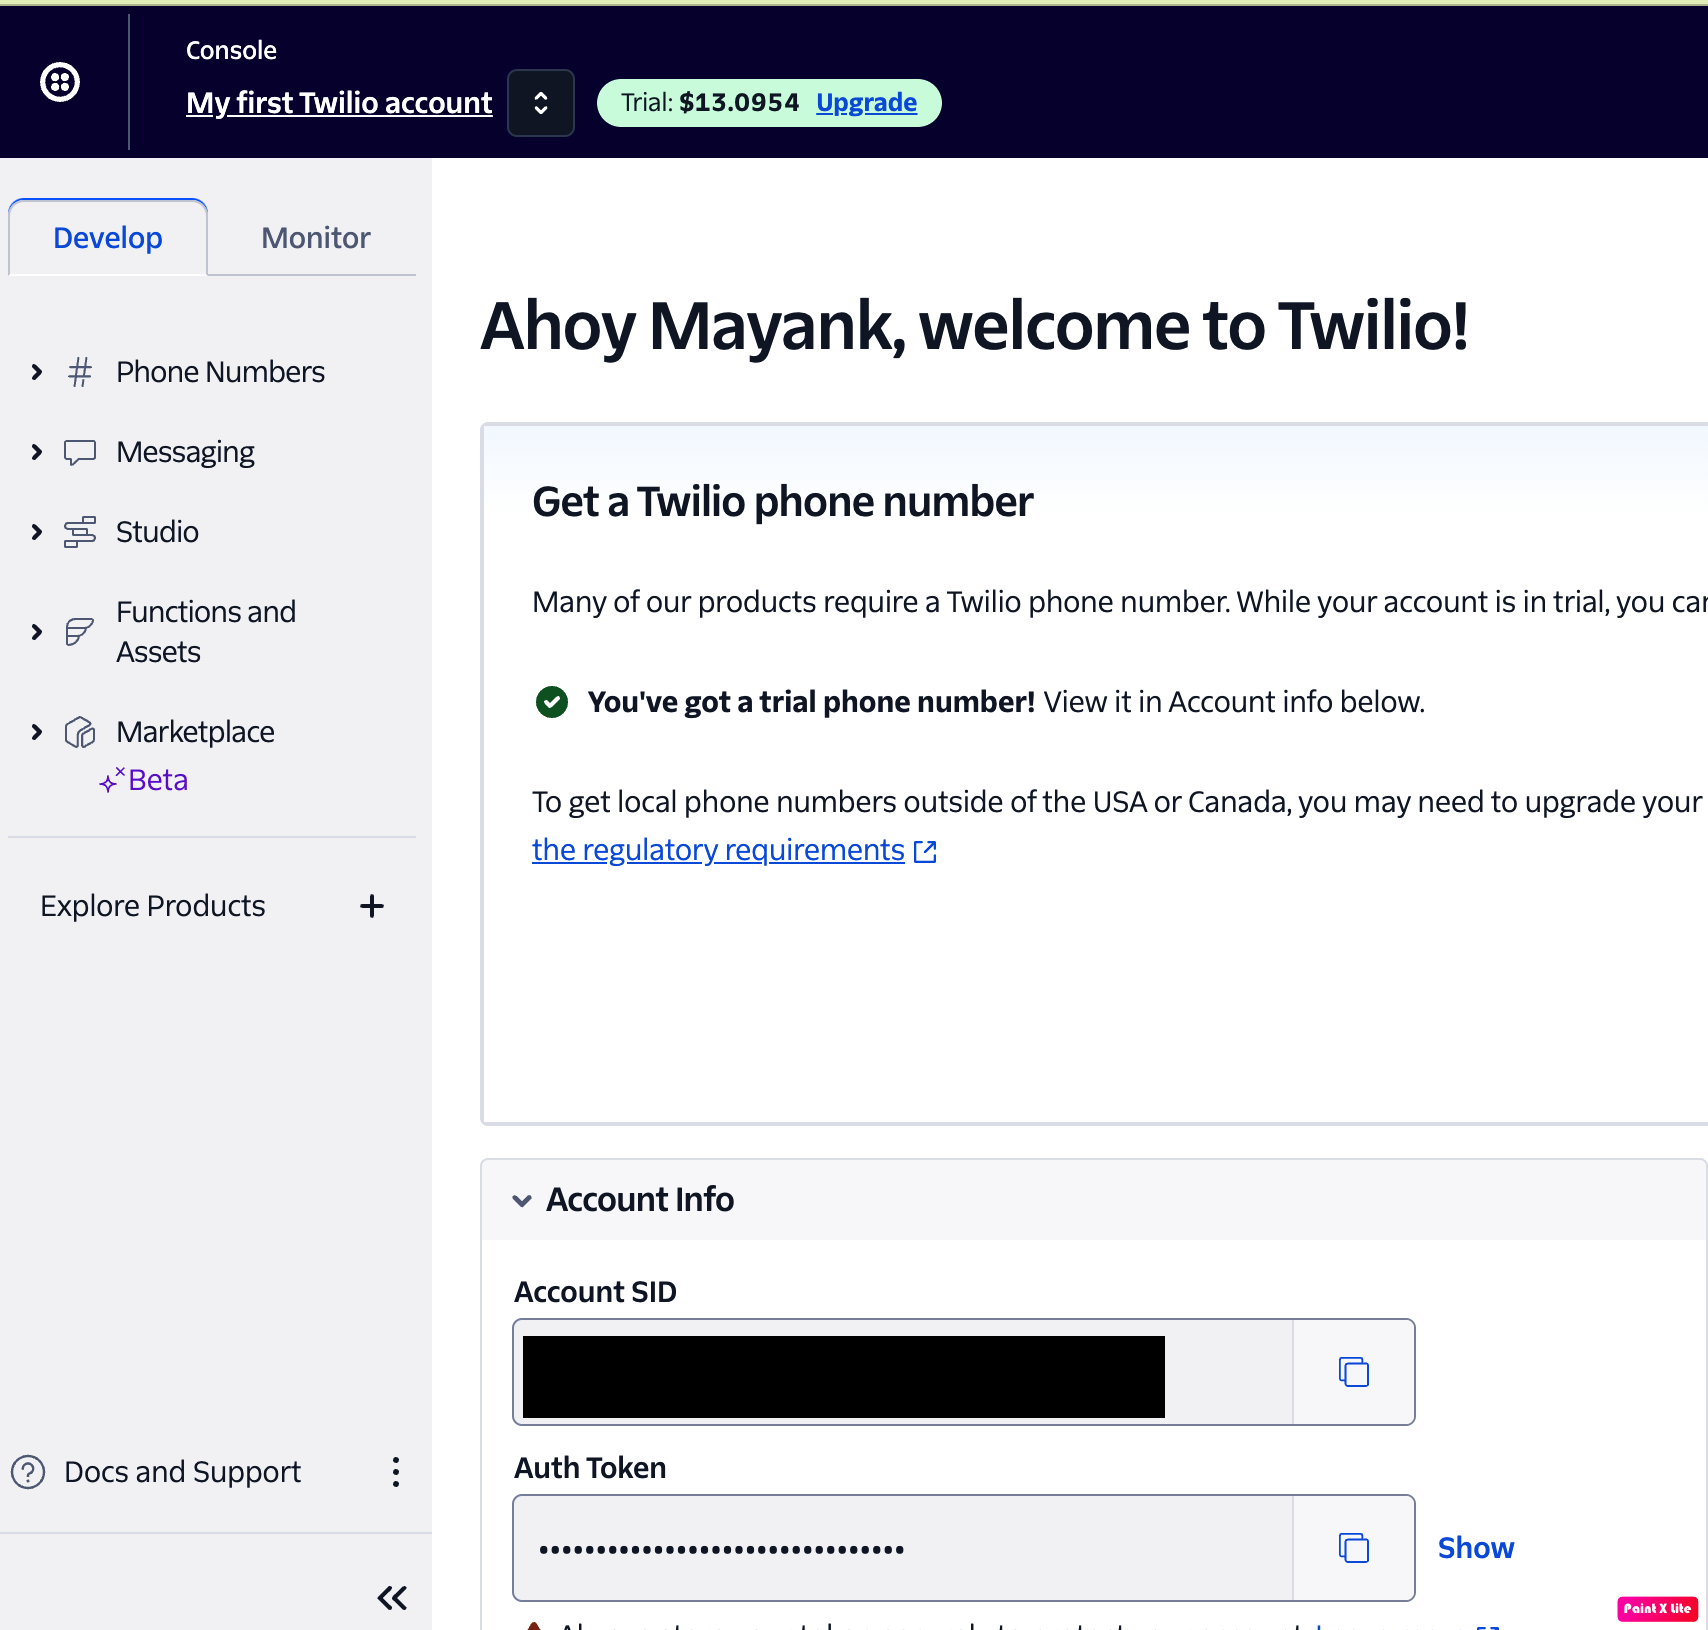 Console
My first Twilio account
Trial: $13.0954 Upgrade
Develop
Monitor
Phone Numbers
Messaging
Studio
Functions and
Assets
Marketplace
Beta
Explore Products
Docs and Support
Ahoy Mayank, welcome to Twilio!
Get a Twilio phone number
Many of our products require a Twilio phone number. While your account is in trial, you
You've got a trial phone number! View it in Account info below.
To get local phone numbers outside of the USA or Canada, you may need to upgrade your
the regulatory requirements
Account Info
Account SID
Auth Token
••••••••••••••••••••••••••••••••
Show
Paint X Lite